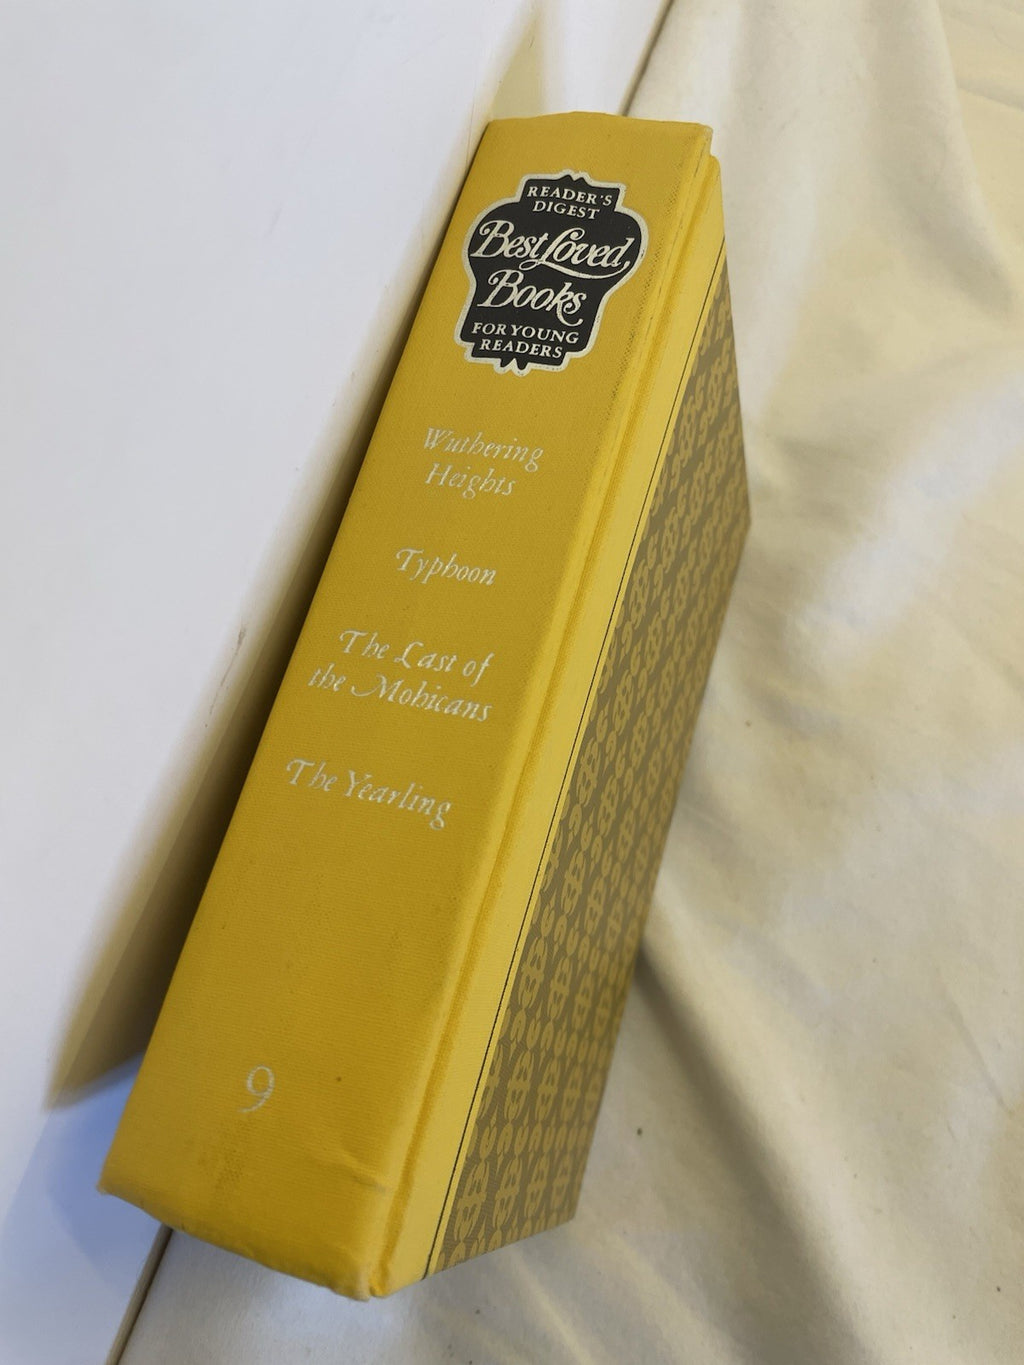 READER'S
DIGEST
Best Loved
Books
FOR YOUNG
READERS
Wuthering
Heights
Typhoon
The Last of
the Mohicans
The Yearling
9